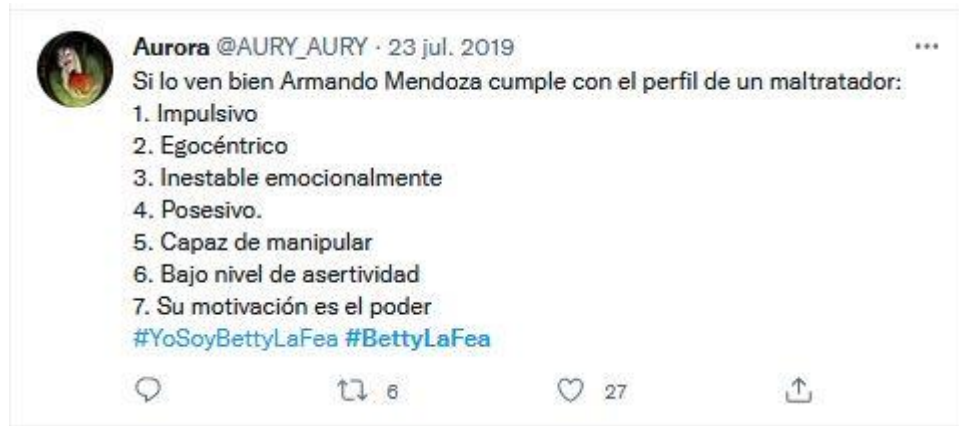 Aurora @AURY_AURY · 23 jul. 2019
Si lo ven bien Armando Mendoza cumple con el perfil de un maltratador:
1. Impulsivo
2. Egocéntrico
3. Inestable emocionalmente
4. Posesivo.
5. Capaz de manipular
6. Bajo nivel de asertividad
7. Su motivación es el poder
#YoSoyBettyLaFea #BettyLaFea
6 27